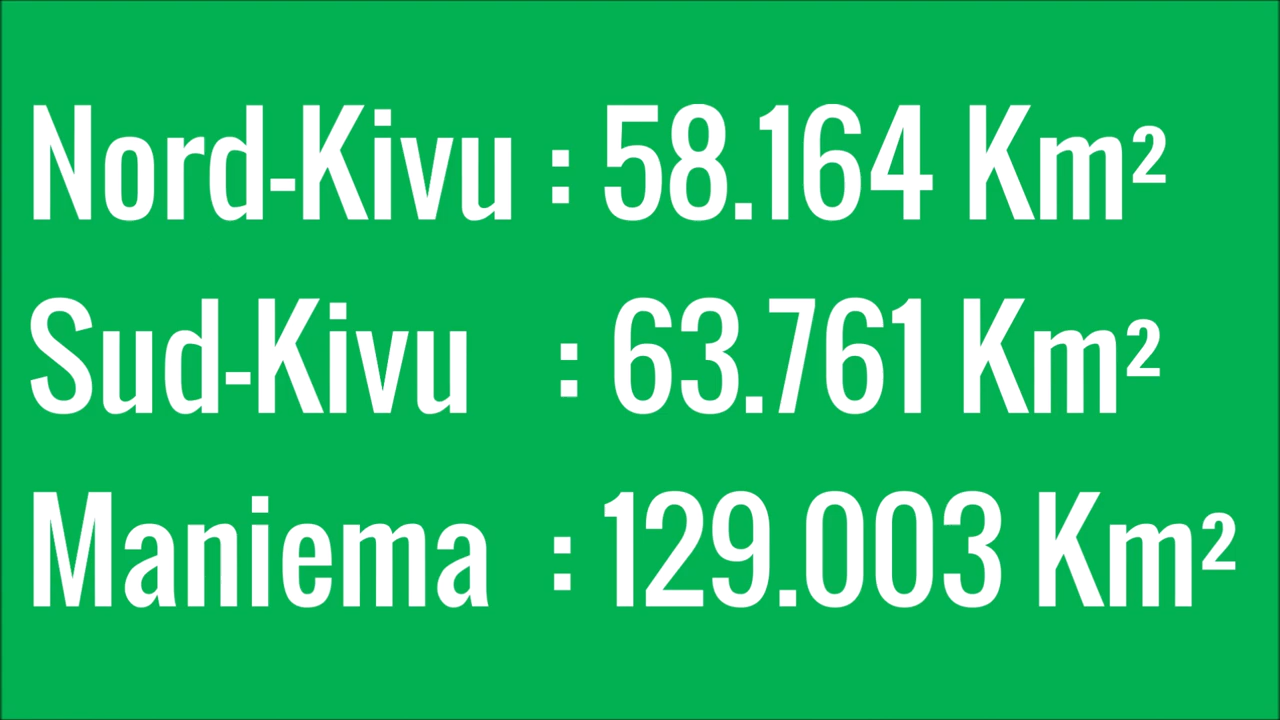 Nord-Kivu : 58.164 Km²
Sud-Kivu : 63.761 Km²
Maniema : 129.003 Km²